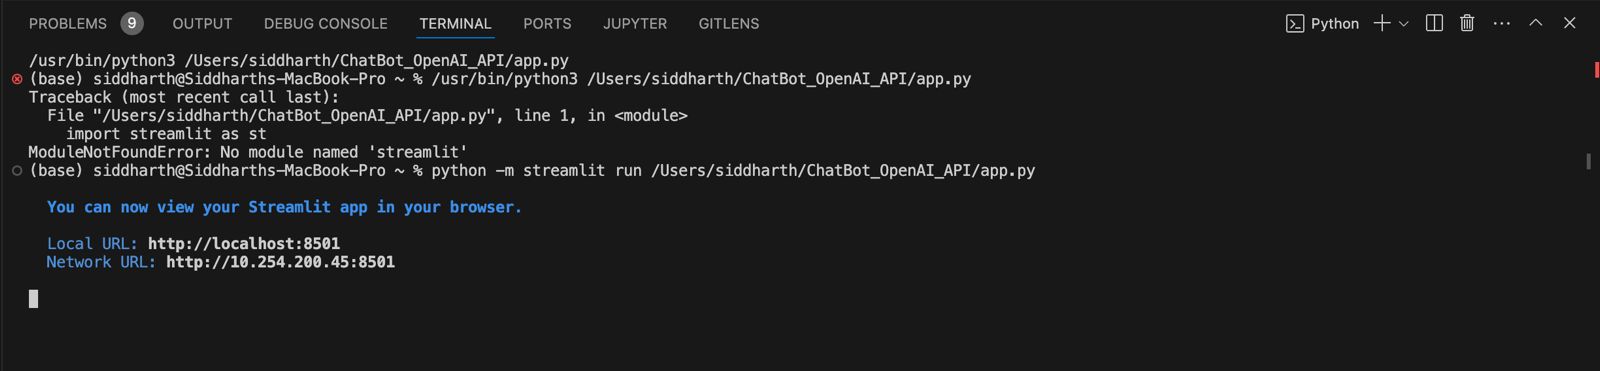 PROBLEMS 9 OUTPUT DEBUG CONSOLE TERMINAL PORTS JUPYTER GITLENS Python
/usr/bin/python3 /Users/siddharth/ChatBot_OpenAI_API/app.py
(base) siddharth@Siddharths-MacBook-Pro ~ % /usr/bin/python3 /Users/siddharth/ChatBot_OpenAI_API/app.py
Traceback (most recent call last):
  File "/Users/siddharth/ChatBot_OpenAI_API/app.py", line 1, in <module>
    import streamlit as st
ModuleNotFoundError: No module named 'streamlit'
(base) siddharth@Siddharths-MacBook-Pro ~ % python -m streamlit run /Users/siddharth/ChatBot_OpenAI_API/app.py
  You can now view your Streamlit app in your browser.
  Local URL: http://localhost:8501
  Network URL: http://10.254.200.45:8501